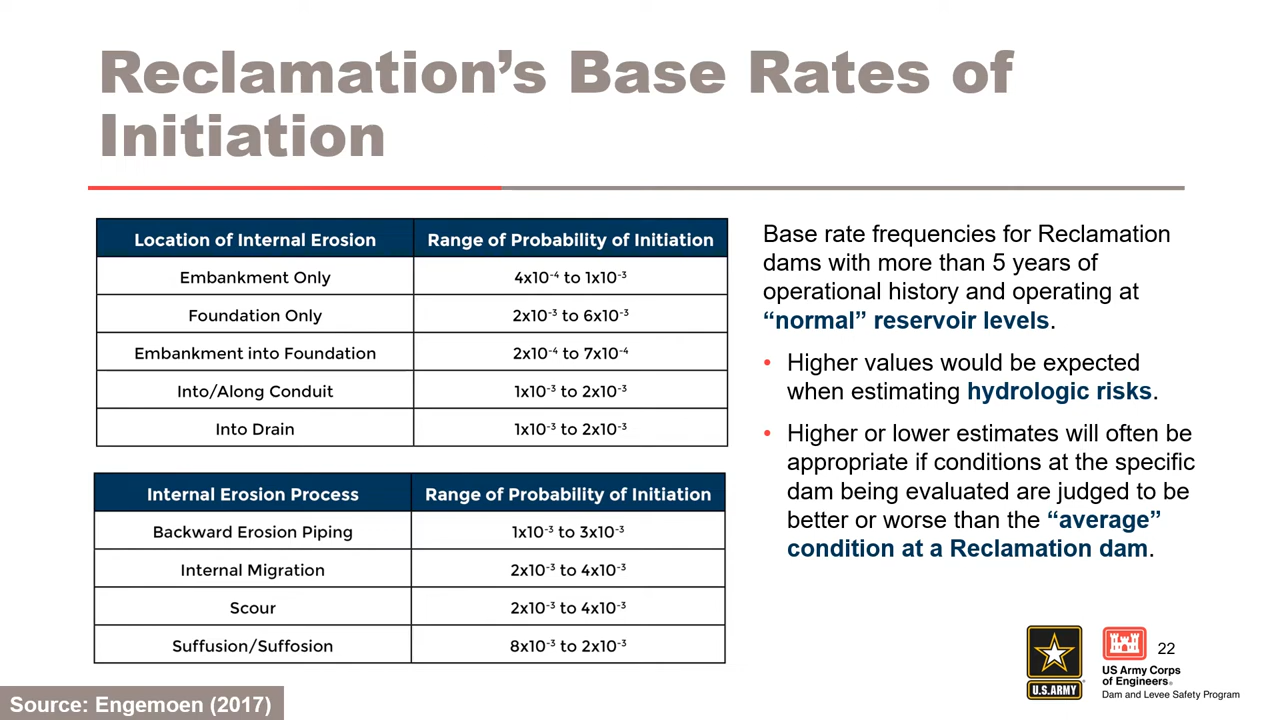 Reclamation’s Base Rates of
Initiation
Location of Internal Erosion Range of Probability of Initiation
Embankment Only 4x10⁻⁴ to 1x10⁻³
Foundation Only 2x10⁻³ to 6x10⁻³
Embankment into Foundation 2x10⁻⁴ to 7x10⁻⁴
Into/Along Conduit 1x10⁻³ to 2x10⁻³
Into Drain 1x10⁻³ to 2x10⁻³
Internal Erosion Process Range of Probability of Initiation
Backward Erosion Piping 1x10⁻³ to 3x10⁻³
Internal Migration 2x10⁻³ to 4x10⁻³
Scour 2x10⁻³ to 4x10⁻³
Suffusion/Suffosion 8x10⁻³ to 2x10⁻³
Base rate frequencies for Reclamation
dams with more than 5 years of
operational history and operating at
“normal” reservoir levels.
• Higher values would be expected
when estimating hydrologic risks.
• Higher or lower estimates will often be
appropriate if conditions at the specific
dam being evaluated are judged to be
better or worse than the “average”
condition at a Reclamation dam.
U.S.ARMY
US Army Corps
of Engineers®
Dam and Levee Safety Program
22
Source: Engemoen (2017)